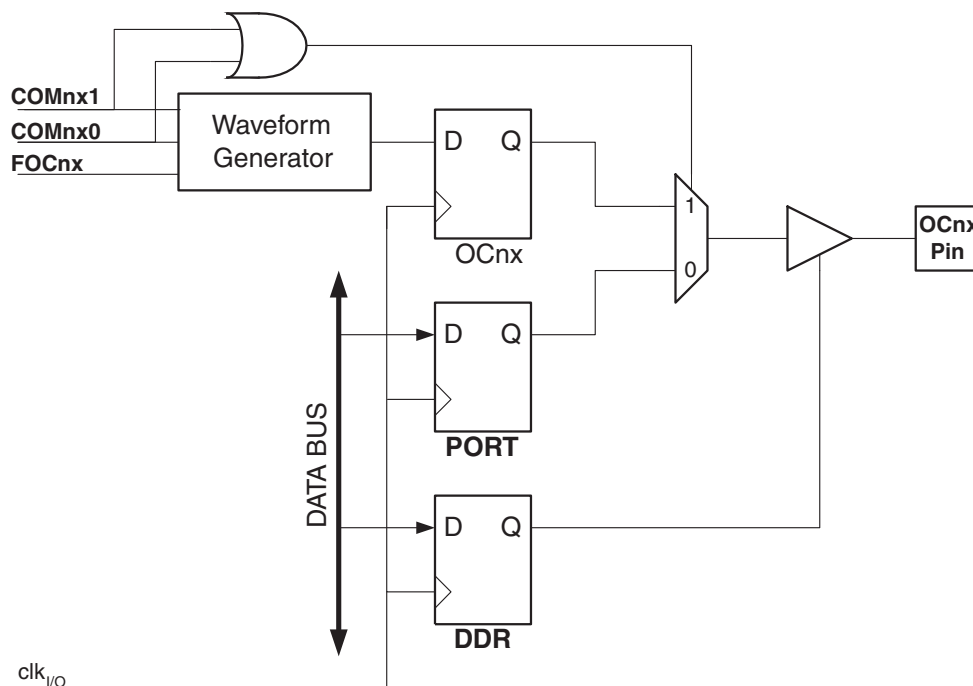 COMnx1
COMnx0
FOCnx
Waveform
Generator
D Q
OCnx
1
0
OCnx
Pin
D Q
PORT
DATA BUS
D Q
DDR
clkI/O